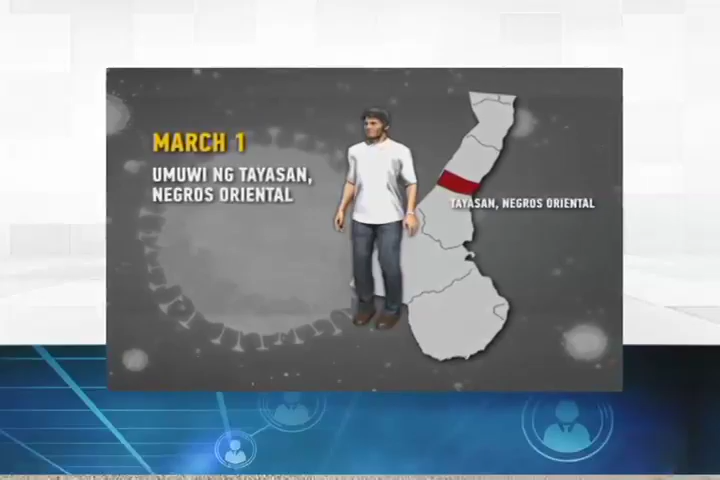 MARCH 1
UMUWI NG TAYASAN,
NEGROS ORIENTAL
TAYASAN, NEGROS ORIENTAL